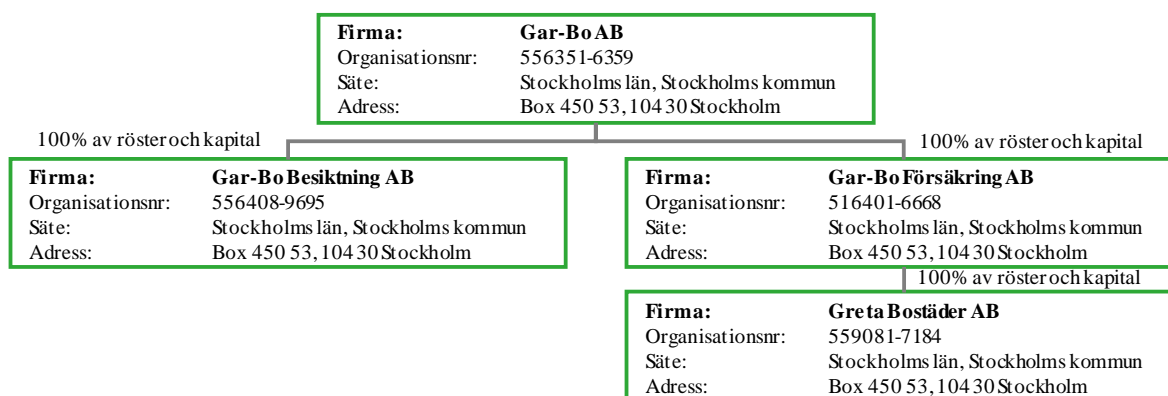 Firma: Gar-Bo AB
Organisationsnr: 556351-6359
Säte: Stockholms län, Stockholms kommun
Adress: Box 450 53, 104 30 Stockholm
100% av röster och kapital
100% av röster och kapital
Firma: Gar-Bo Besiktning AB
Organisationsnr: 556408-9695
Säte: Stockholms län, Stockholms kommun
Adress: Box 450 53, 104 30 Stockholm
Firma: Gar-Bo Försäkring AB
Organisationsnr: 516401-6668
Säte: Stockholms län, Stockholms kommun
Adress: Box 450 53, 104 30 Stockholm
100% av röster och kapital
Firma: Greta Bostäder AB
Organisationsnr: 559081-7184
Säte: Stockholms län, Stockholms kommun
Adress: Box 450 53, 104 30 Stockholm